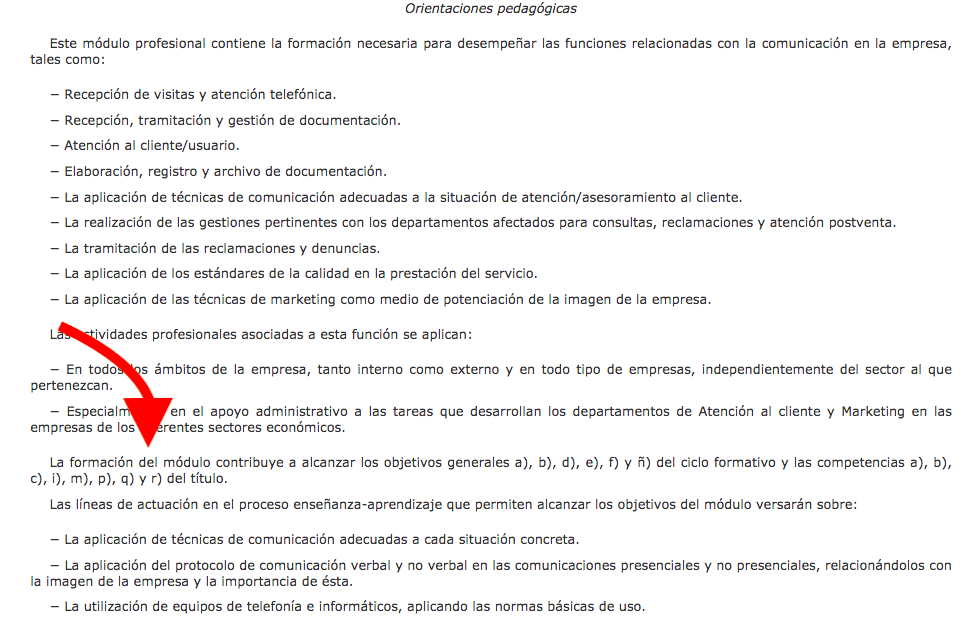 Orientaciones pedagógicas
Este módulo profesional contiene la formación necesaria para desempeñar las funciones relacionadas con la comunicación en la empresa,
tales como:
− Recepción de visitas y atención telefónica.
− Recepción, tramitación y gestión de documentación.
− Atención al cliente/usuario.
− Elaboración, registro y archivo de documentación.
− La aplicación de técnicas de comunicación adecuadas a la situación de atención/asesoramiento al cliente.
− La realización de las gestiones pertinentes con los departamentos afectados para consultas, reclamaciones y atención postventa.
− La tramitación de las reclamaciones y denuncias.
− La aplicación de los estándares de la calidad en la prestación del servicio.
− La aplicación de las técnicas de marketing como medio de potenciación de la imagen de la empresa.
Las actividades profesionales asociadas a esta función se aplican:
− En todos los ámbitos de la empresa, tanto interno como externo y en todo tipo de empresas, independientemente del sector al que
pertenezcan.
− Especialmente en el apoyo administrativo a las tareas que desarrollan los departamentos de Atención al cliente y Marketing en las
empresas de los diferentes sectores económicos.
La formación del módulo contribuye a alcanzar los objetivos generales a), b), d), e), f) y ñ) del ciclo formativo y las competencias a), b),
c), i), m), p), q) y r) del título.
Las líneas de actuación en el proceso enseñanza-aprendizaje que permiten alcanzar los objetivos del módulo versarán sobre:
− La aplicación de técnicas de comunicación adecuadas a cada situación concreta.
− La aplicación del protocolo de comunicación verbal y no verbal en las comunicaciones presenciales y no presenciales, relacionándolos con
la imagen de la empresa y la importancia de ésta.
− La utilización de equipos de telefonía e informáticos, aplicando las normas básicas de uso.